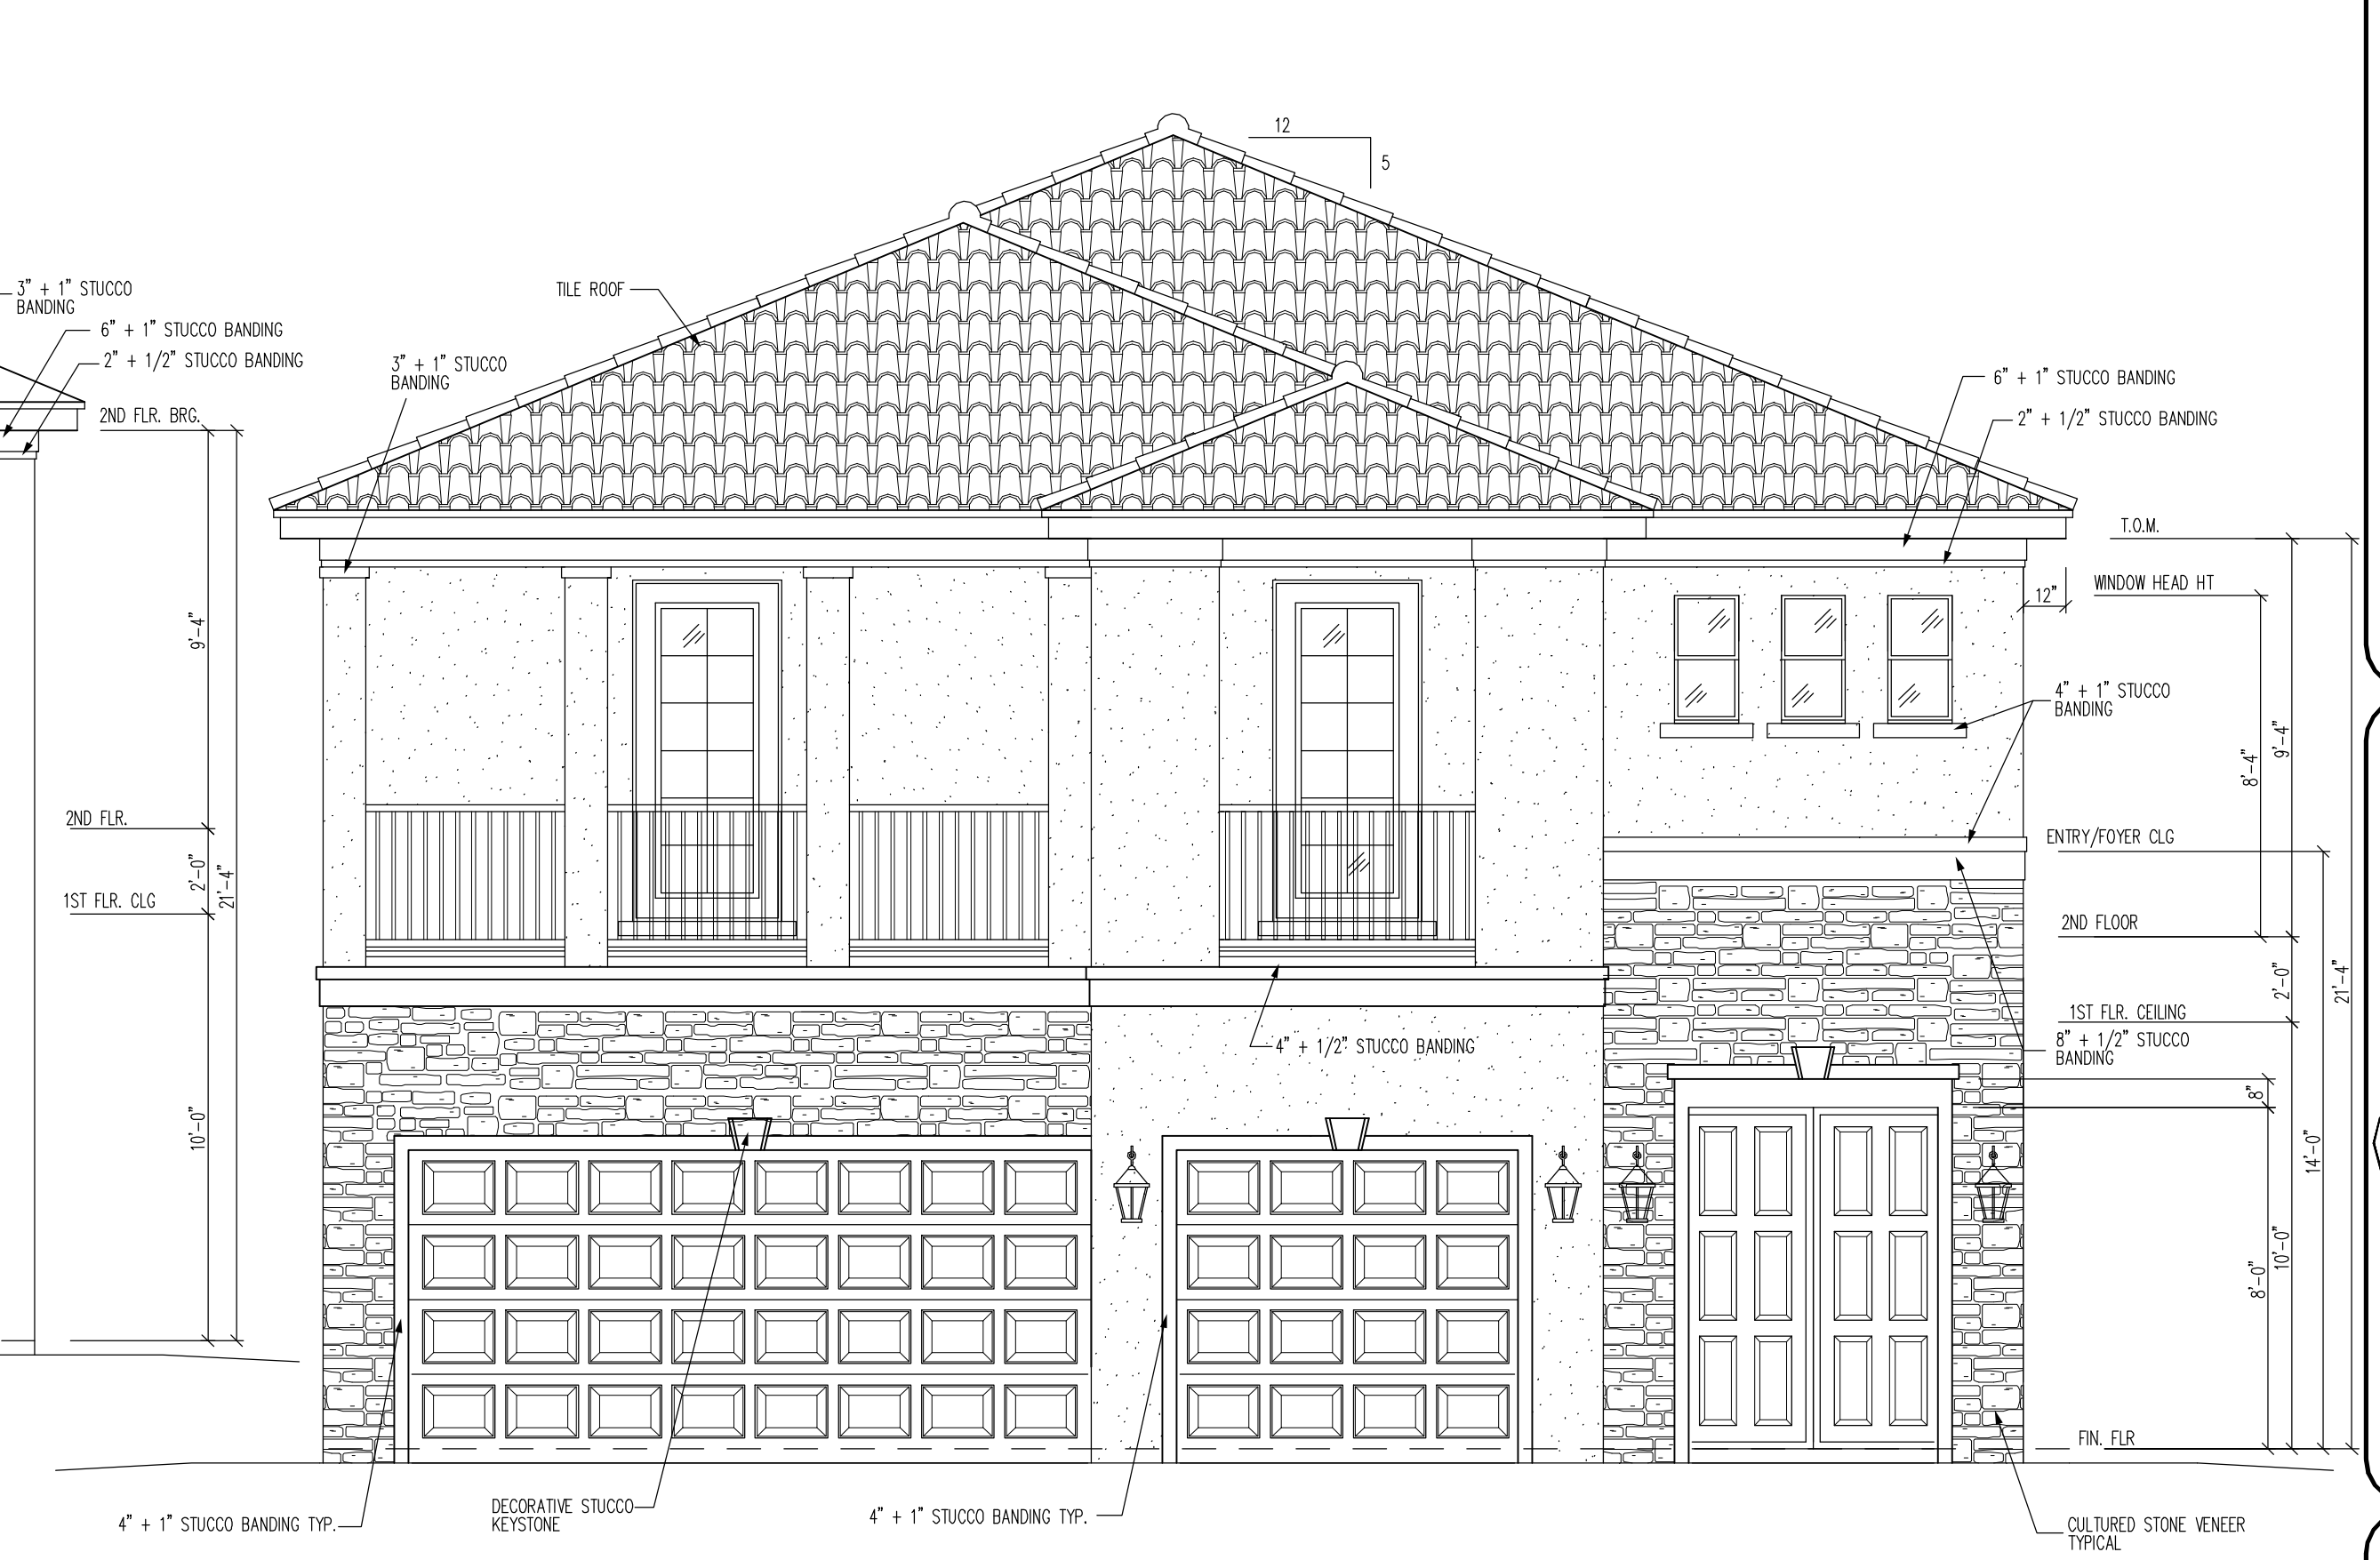 12
5
3" + 1" STUCCO
BANDING
6" + 1" STUCCO BANDING
2" + 1/2" STUCCO BANDING
TILE ROOF
3" + 1" STUCCO
BANDING
6" + 1" STUCCO BANDING
2" + 1/2" STUCCO BANDING
2ND FLR. BRG.
T.O.M.
WINDOW HEAD HT
12"
9'-4"
4" + 1" STUCCO
BANDING
9'-4"
8'-4"
2ND FLR.
ENTRY/FOYER CLG
2'-0"
21'-4"
1ST FLR. CLG
2ND FLOOR
2'-0"
21'-4"
1ST FLR. CEILING
4" + 1/2" STUCCO BANDING
8" + 1/2" STUCCO
BANDING
8"
10'-0"
14'-0"
10'-0"
8'-0"
FIN. FLR
4" + 1" STUCCO BANDING TYP.
DECORATIVE STUCCO
KEYSTONE
4" + 1" STUCCO BANDING TYP.
CULTURED STONE VENEER
TYPICAL